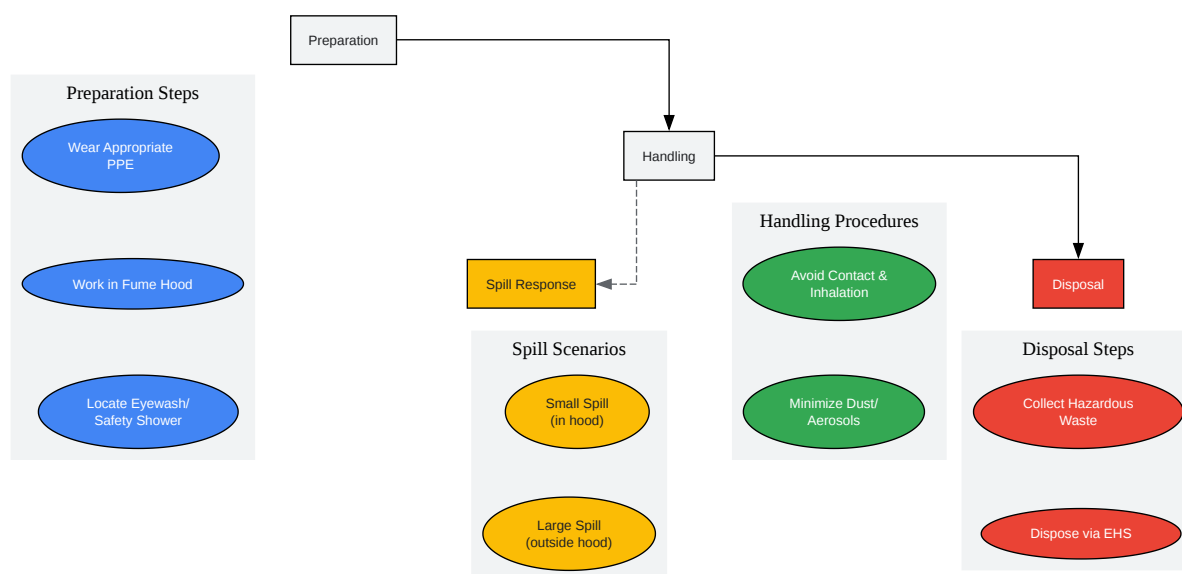 Preparation
Preparation Steps
Wear Appropriate
PPE
Work in Fume Hood
Locate Eyewash/
Safety Shower
Handling
Handling Procedures
Avoid Contact &
Inhalation
Minimize Dust/
Aerosols
Spill Response
Spill Scenarios
Small Spill
(in hood)
Large Spill
(outside hood)
Disposal
Disposal Steps
Collect Hazardous
Waste
Dispose via EHS